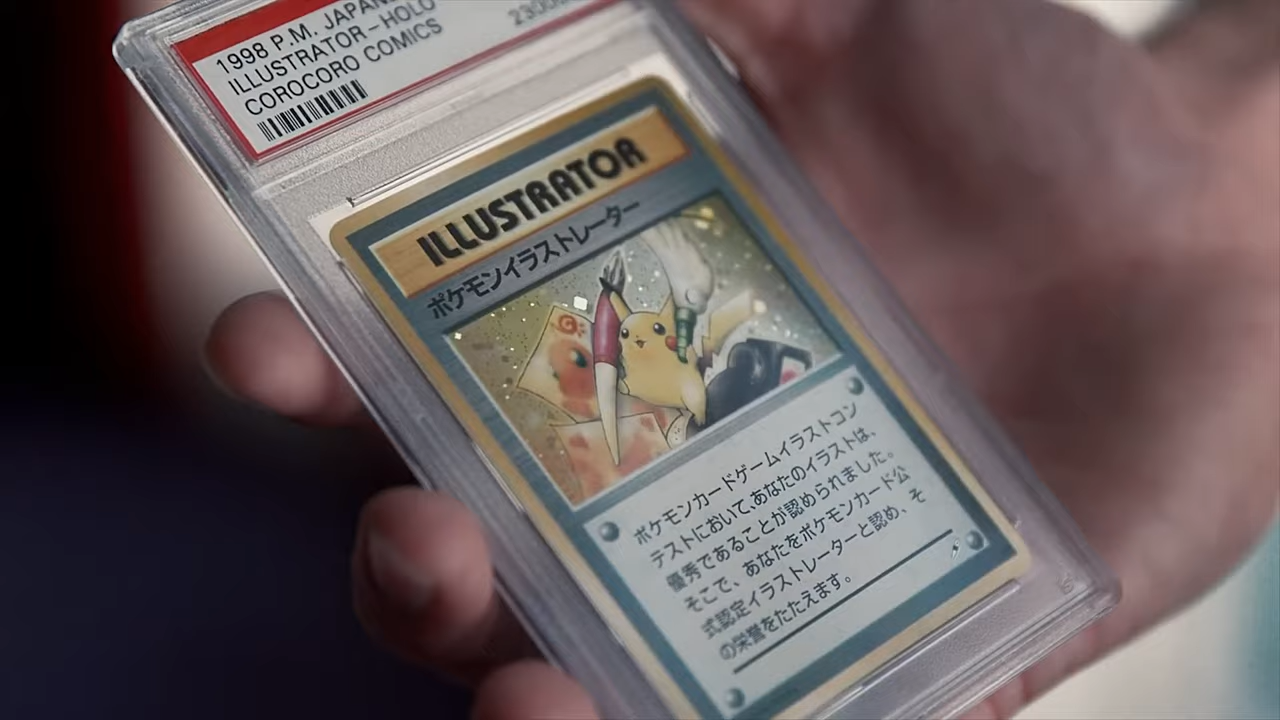 1998 P.M. JAPAN
ILLUSTRATOR-HOLO
COROCORO COMICS
2300
ILLUSTRATOR
ポケモンイラストレーター
ポケモンカードゲームイラストコン
テストにおいて、あなたのイラストは、
優秀であることが認められました。
そこで、あなたをポケモンカード公
式認定イラストレーターと認め、そ
の栄誉をたたえます。